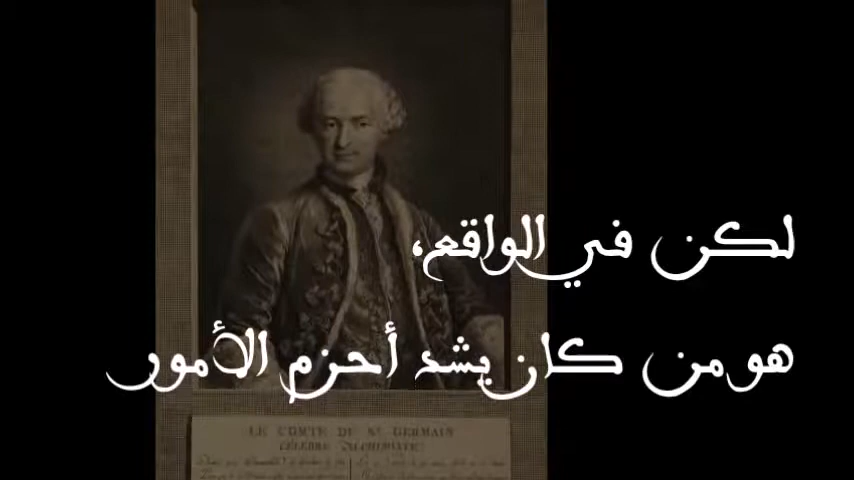 لكن في الواقع،
هو من كان يشد أحزم الأمور
LE COMTE DE ST GERMAIN
CÉLÈBRE ALCHIMISTE